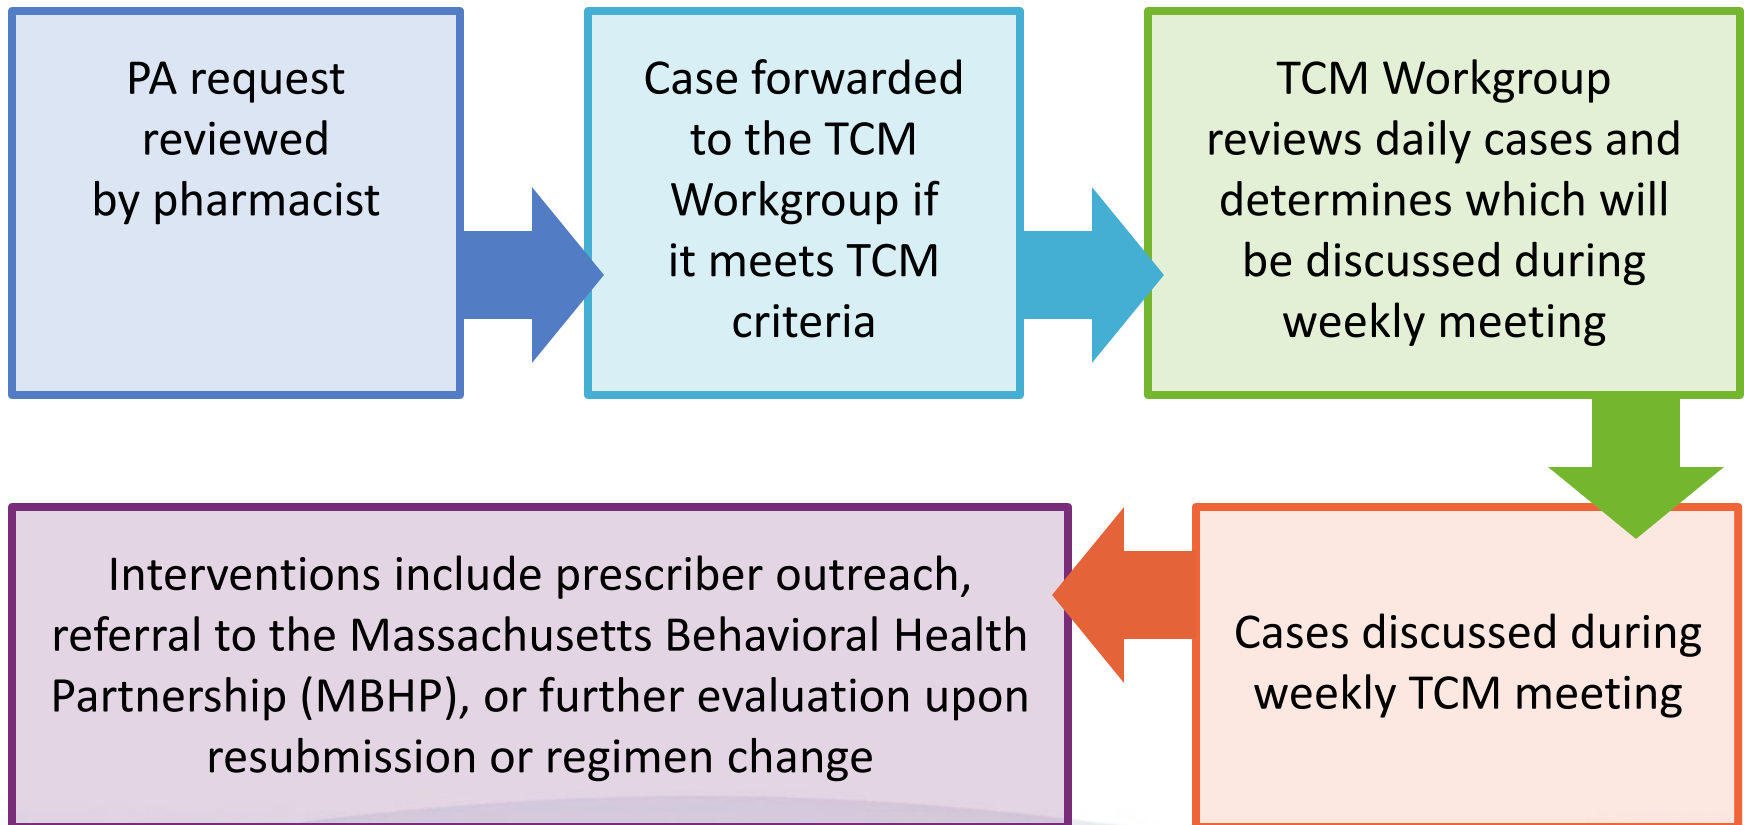 PA request
reviewed
by pharmacist
Case forwarded
to the TCM
Workgroup if
it meets TCM
criteria
TCM Workgroup
reviews daily cases and
determines which will
be discussed during
weekly meeting
Cases discussed during
weekly TCM meeting
Interventions include prescriber outreach,
referral to the Massachusetts Behavioral Health
Partnership (MBHP), or further evaluation upon
resubmission or regimen change